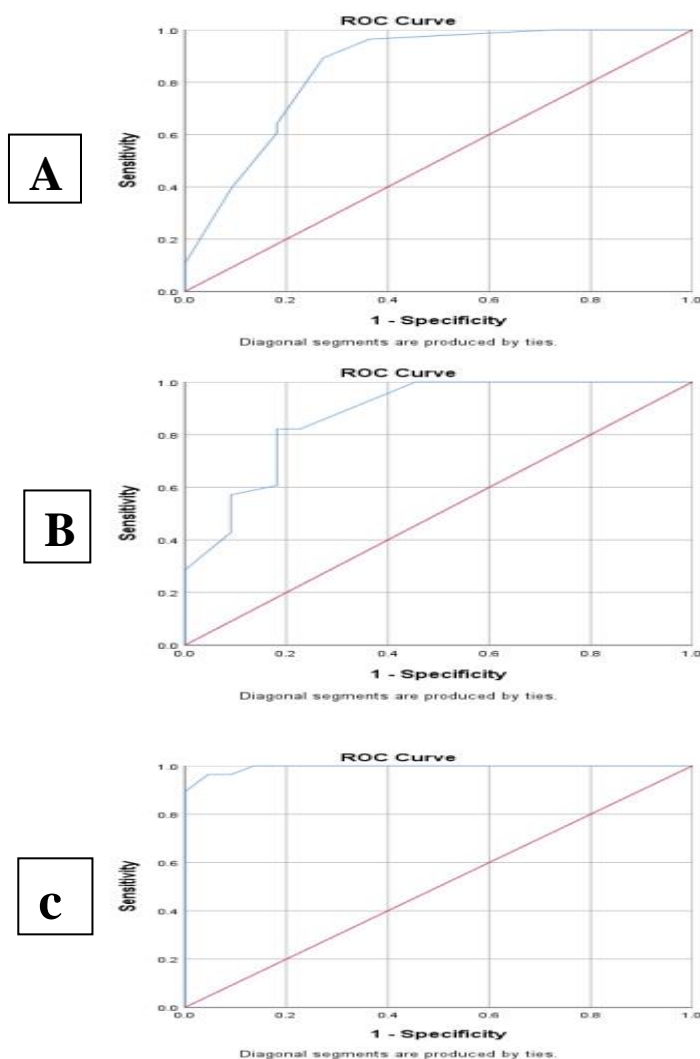 ROC Curve
A
Sensitivity
1.0
0.8
0.6
0.4
0.2
0.0
0.0 0.2 0.4 0.6 0.8 1.0
1 - Specificity
Diagonal segments are produced by ties.
ROC Curve
B
Sensitivity
1.0
0.8
0.6
0.4
0.2
0.0
0.0 0.2 0.4 0.6 0.8 1.0
1 - Specificity
Diagonal segments are produced by ties.
ROC Curve
c
Sensitivity
1.0
0.8
0.6
0.4
0.2
0.0
0.0 0.2 0.4 0.6 0.8 1.0
1 - Specificity
Diagonal segments are produced by ties.